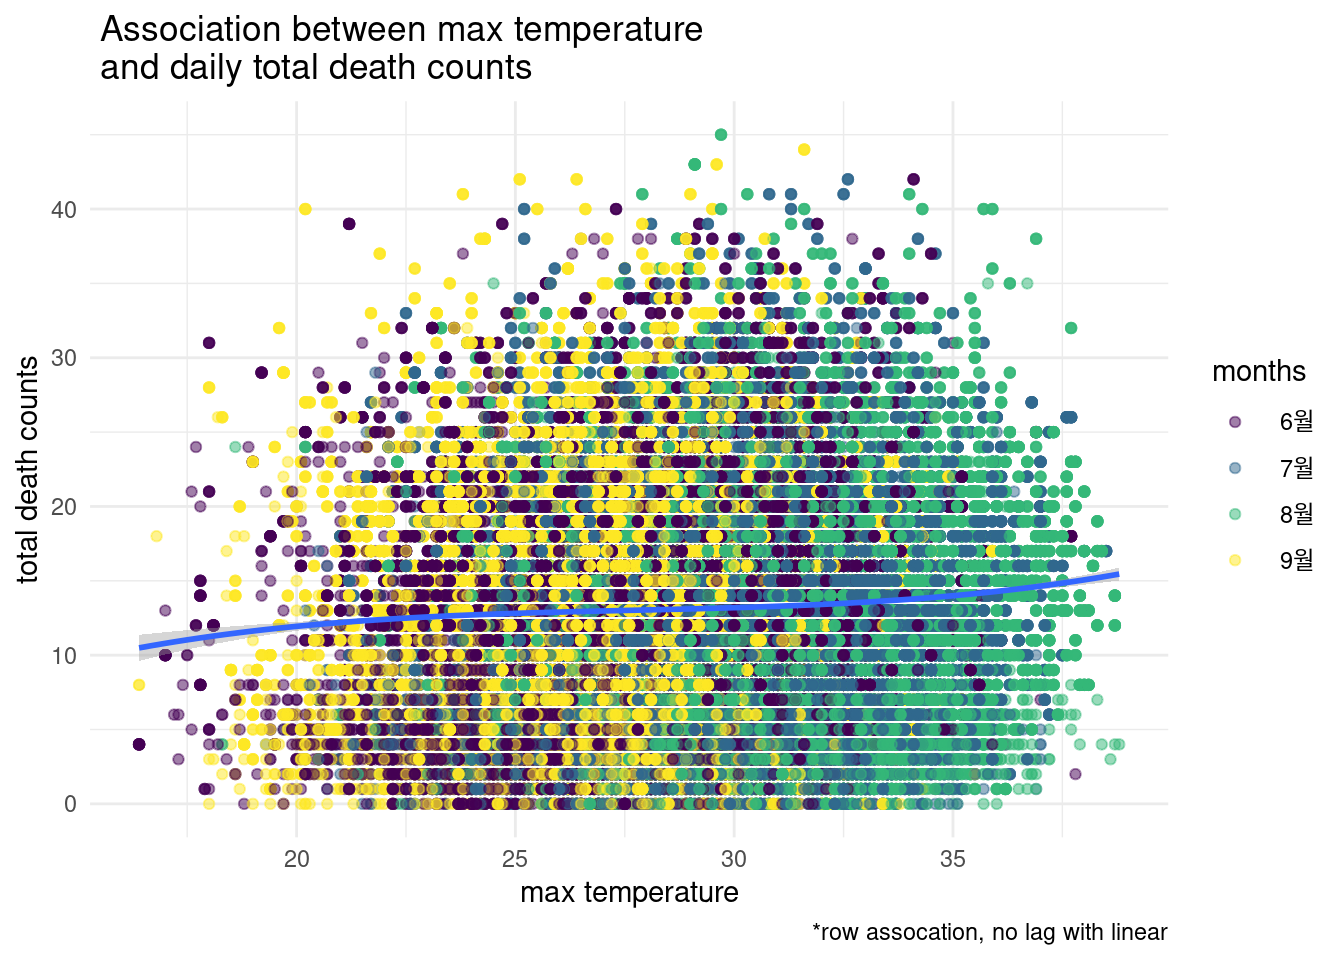 Association between max temperature
and daily total death counts
total death counts
40
30
20
10
0
20
25
30
35
max temperature
months
6월
7월
8월
9월
*row assocation, no lag with linear